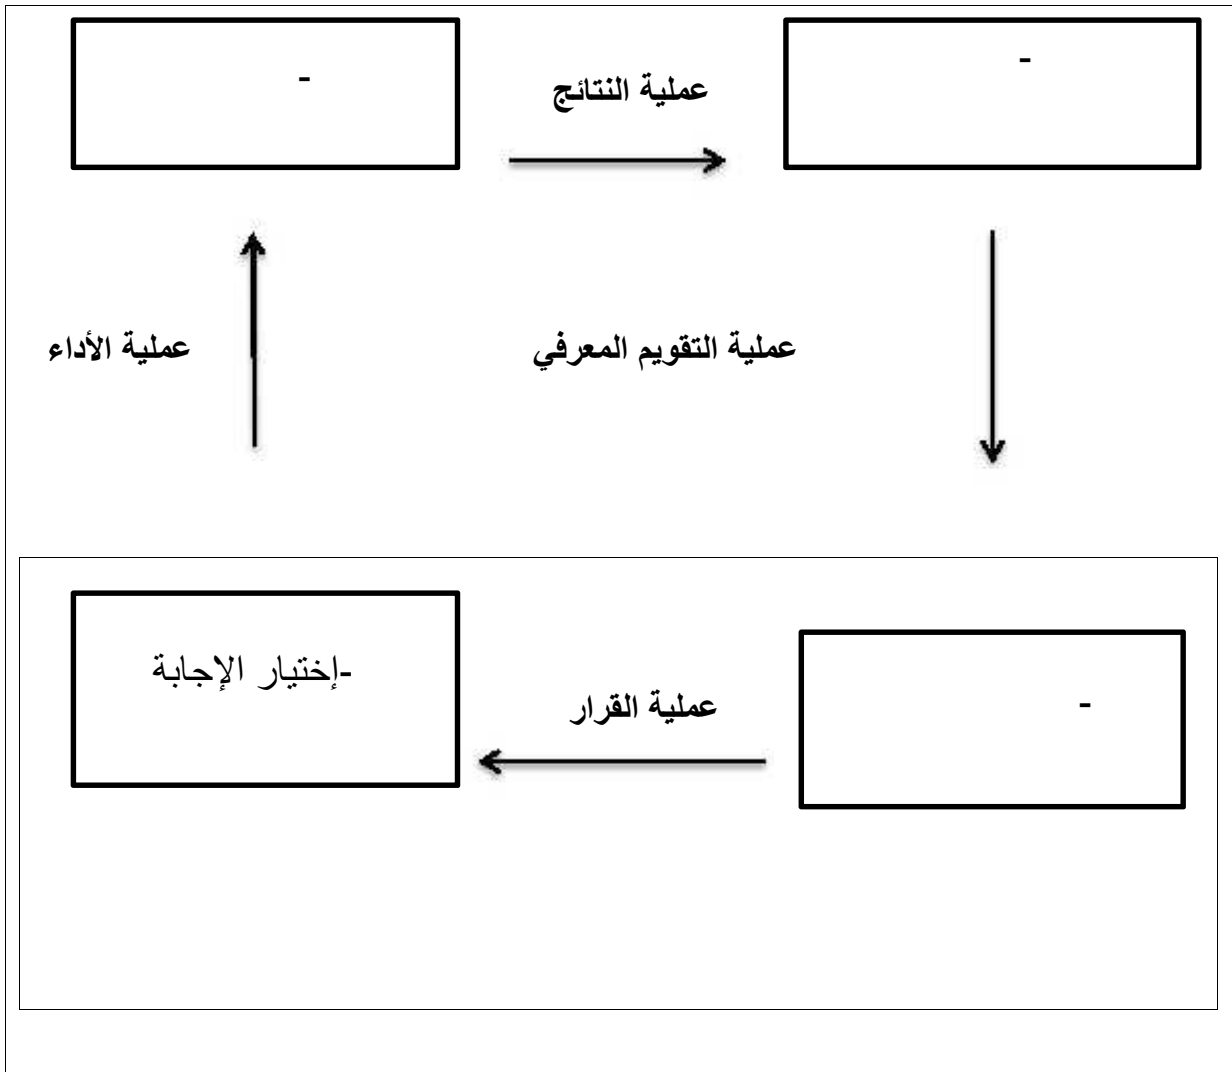 -
عملية النتائج
-
عملية التقويم المعرفي
عملية الأداء
-إختيار الإجابة
عملية القرار
-